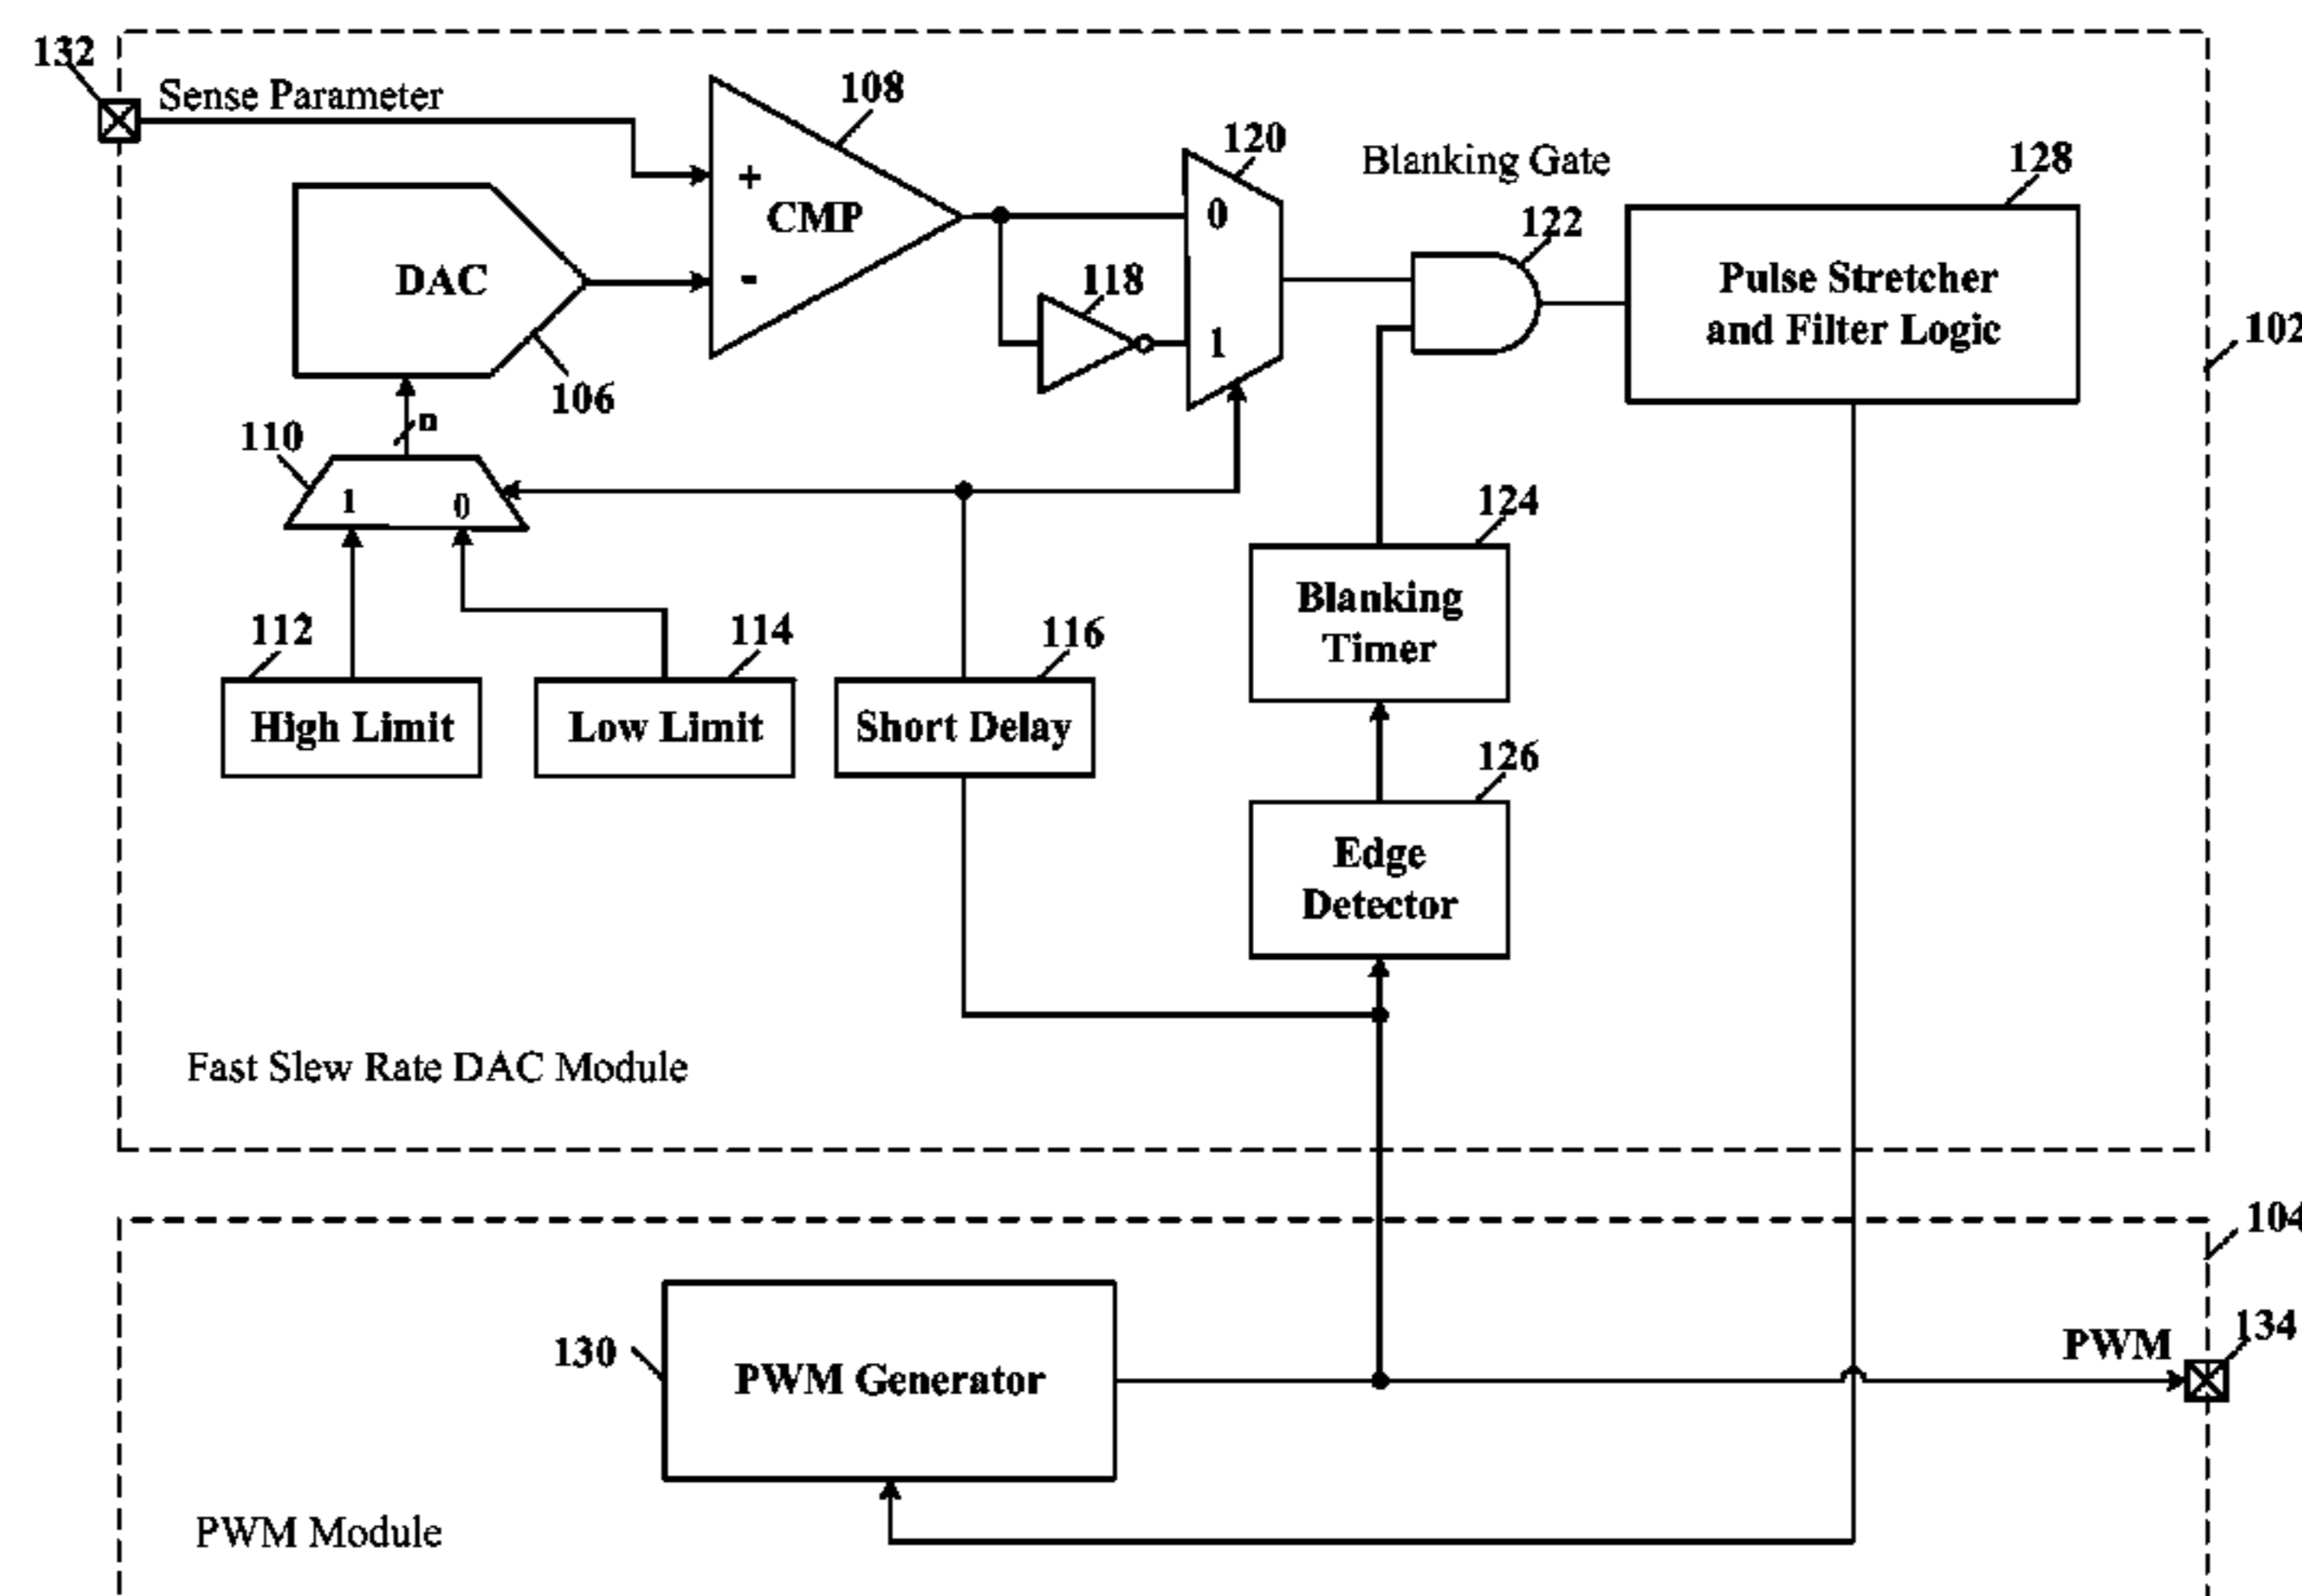 132
Sense Parameter
108
120
Blanking Gate
128
+
CMP
-
0
122
DAC
118
Pulse Stretcher
and Filter Logic
102
1
106
n
110
1
0
124
Blanking
Timer
112
114
116
High Limit
Low Limit
Short Delay
126
Edge
Detector
Fast Slew Rate DAC Module
104
130
PWM Generator
PWM
134
PWM Module